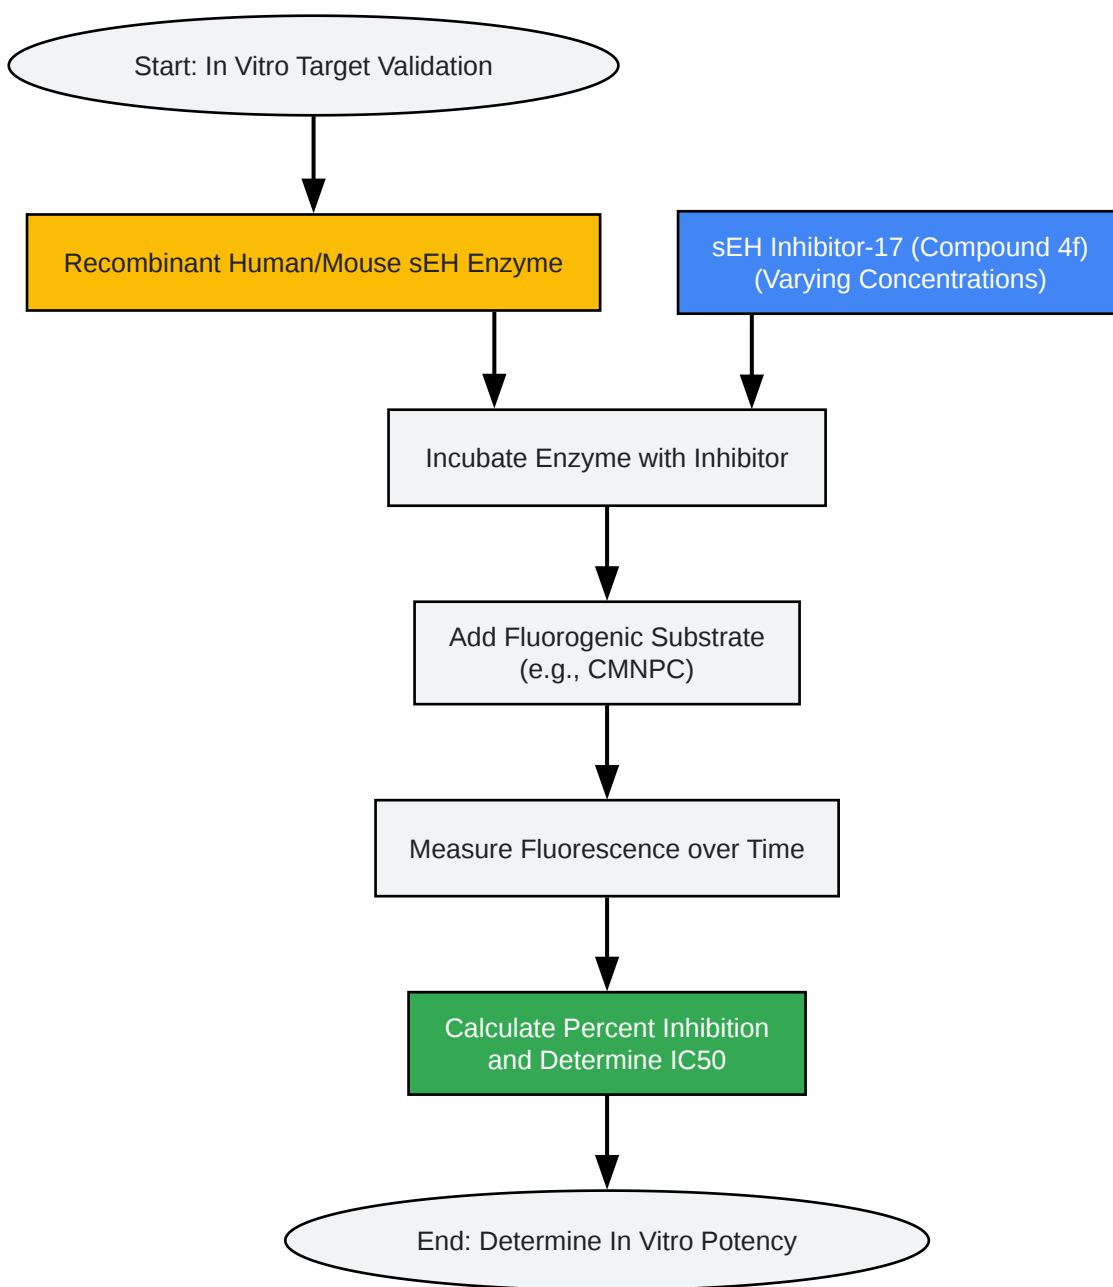 Start: In Vitro Target Validation
Recombinant Human/Mouse sEH Enzyme
sEH Inhibitor-17 (Compound 4f)
(Varying Concentrations)
Incubate Enzyme with Inhibitor
Add Fluorogenic Substrate
(e.g., CMNPC)
Measure Fluorescence over Time
Calculate Percent Inhibition
and Determine IC50
End: Determine In Vitro Potency